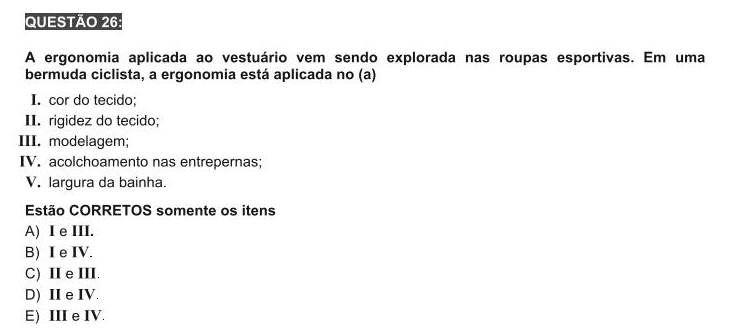 QUESTÃO 26:
A ergonomia aplicada ao vestuário vem sendo explorada nas roupas esportivas. Em uma
bermuda ciclista, a ergonomia está aplicada no (a)
I. cor do tecido;
II. rigidez do tecido;
III. modelagem;
IV. acolchoamento nas entrepernas;
V. largura da bainha.
Estão CORRETOS somente os itens
A) I e III.
B) I e IV.
C) II e III.
D) II e IV.
E) III e IV.